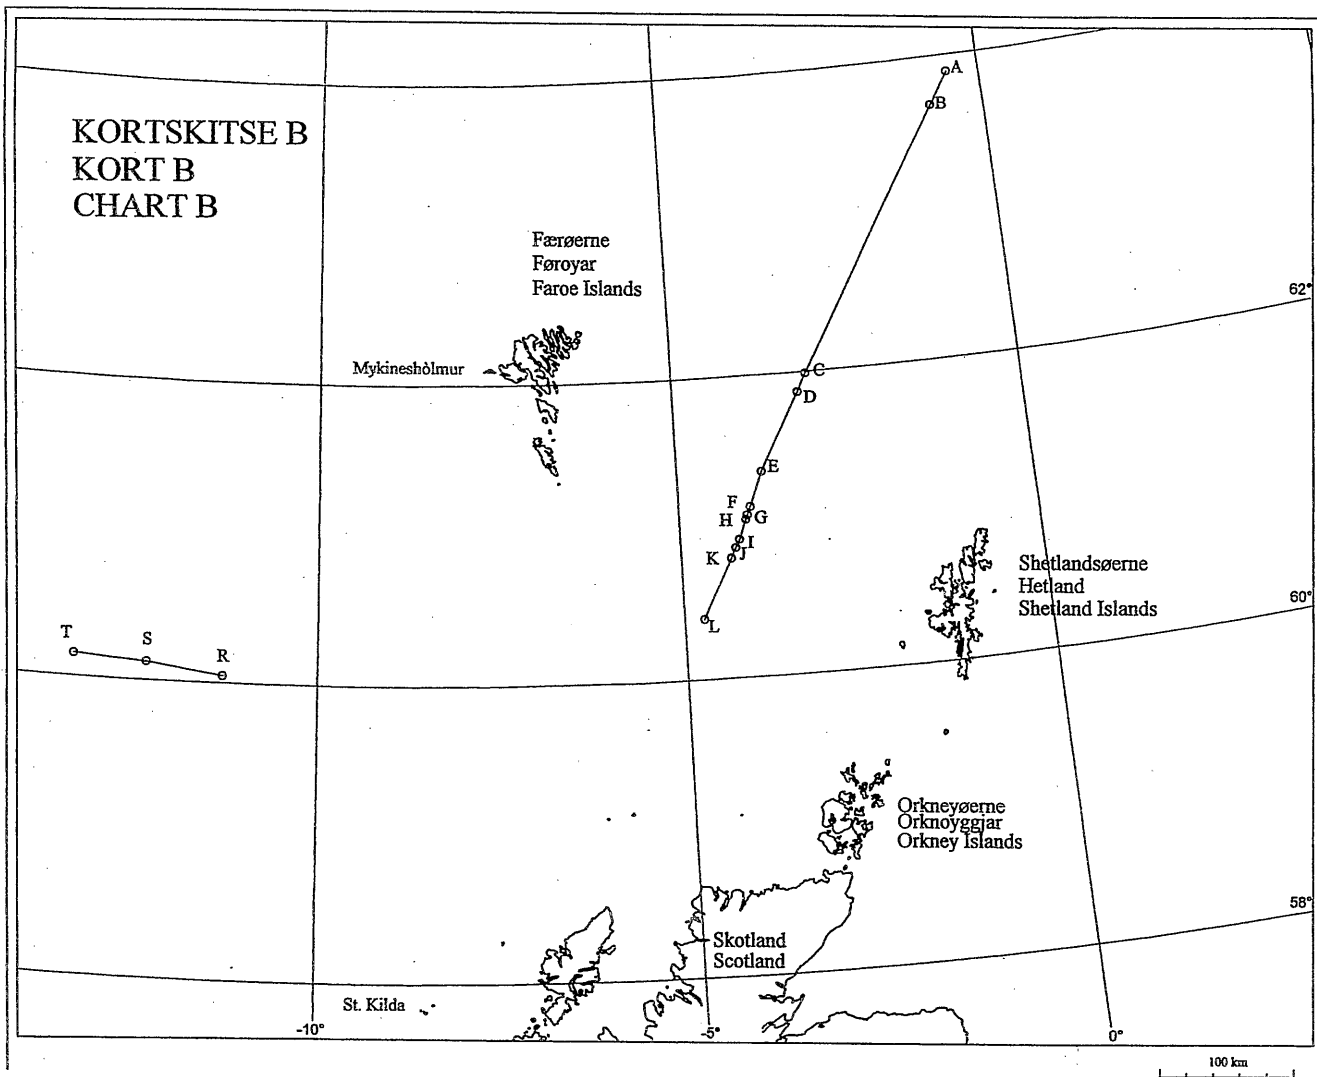 KORTSKITSE B
KORT B
CHART B
A
B
Færøerne
Føroyar
Faroe Islands
62°
Mykineshòlmur
C
D
E
F
G
H
I
J
K
L
Shetlandsøerne
Hetland
Shetland Islands
60°
T
S
R
Orkneyøerne
Orknoyggjar
Orkney Islands
58°
Skotland
Scotland
St. Kilda
-10°
-5°
0°
100 km